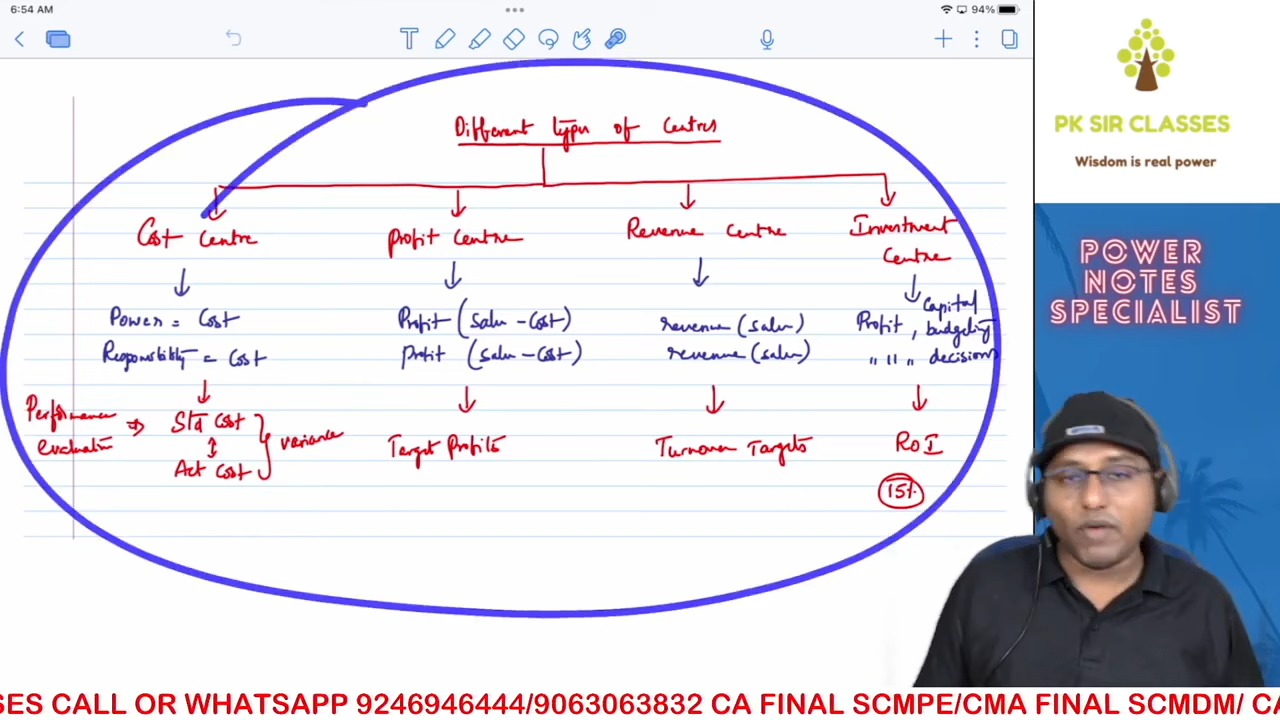 6:54 AM
94%
Different types of Centres
Cost Centre
Profit Centre
Revenue Centre
Investment Centre
Power = Cost
Responsibility = Cost
Profit (Sales - Cost)
Profit (Sales - Cost)
revenue (Sales)
revenue (Sales)
Profit, Capital budgeting
" " " decisions
Performance evaluation ⇒ Std Cost
↕
Act Cost
} variance
Target Profits
Turnover Targets
RoI
15%
PK SIR CLASSES
Wisdom is real power
POWER
NOTES
SPECIALIST
SES CALL OR WHATSAPP 9246946444/9063063832 CA FINAL SCMPE/CMA FINAL SCMDM/ CA